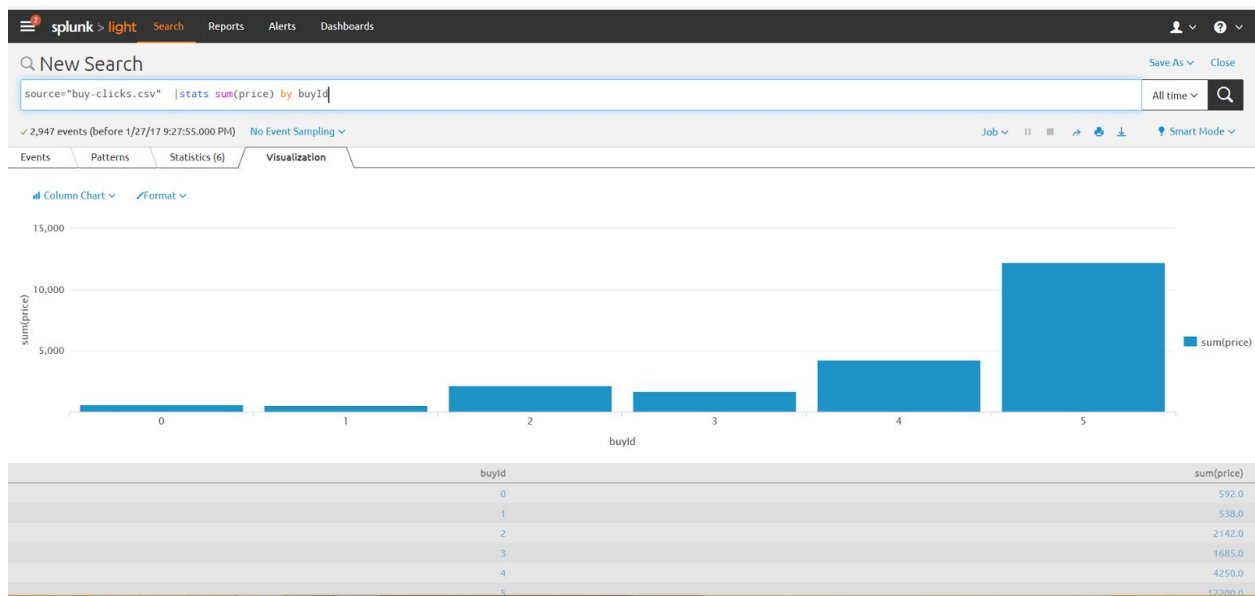 2
splunk > light Search Reports Alerts Dashboards
New Search
Save As Close
source="buy-clicks.csv" |stats sum(price) by buyId
All time
2,947 events (before 1/27/17 9:27:55.000 PM) No Event Sampling
Job
Smart Mode
Events Patterns Statistics (6) Visualization
Column Chart Format
15,000
10,000
5,000
sum(price)
sum(price)
0 1 2 3 4 5
buyId
buyId sum(price)
0 592.0
1 538.0
2 2142.0
3 1685.0
4 4250.0
5 12200.0